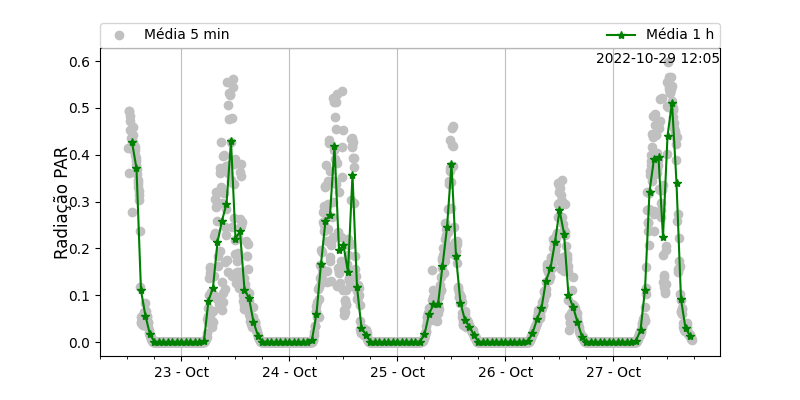 Média 5 min
Média 1 h
2022-10-29 12:05
0.6
0.5
0.4
0.3
0.2
0.1
0.0
Radiação PAR
23 - Oct
24 - Oct
25 - Oct
26 - Oct
27 - Oct